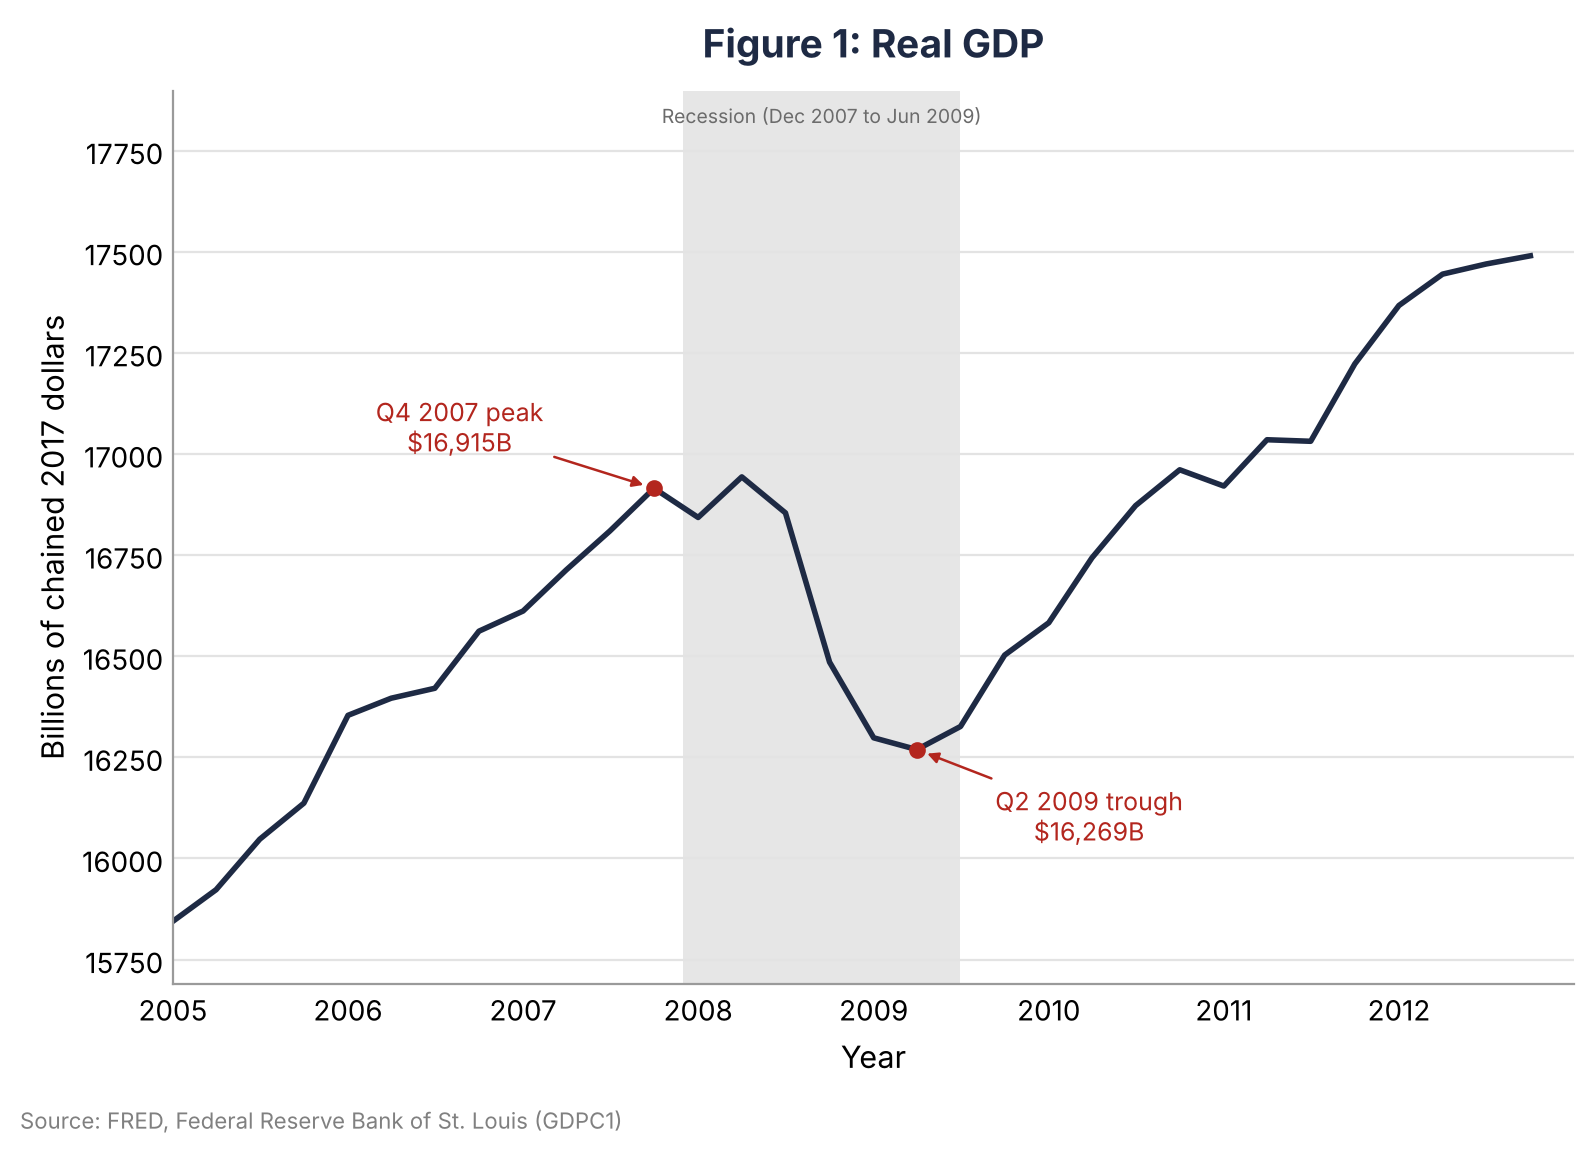 Figure 1: Real GDP
Recession (Dec 2007 to Jun 2009)
17750
17500
17250
17000
16750
16500
16250
16000
15750
Billions of chained 2017 dollars
Q4 2007 peak
$16,915B
Q2 2009 trough
$16,269B
2005 2006 2007 2008 2009 2010 2011 2012
Year
Source: FRED, Federal Reserve Bank of St. Louis (GDPC1)